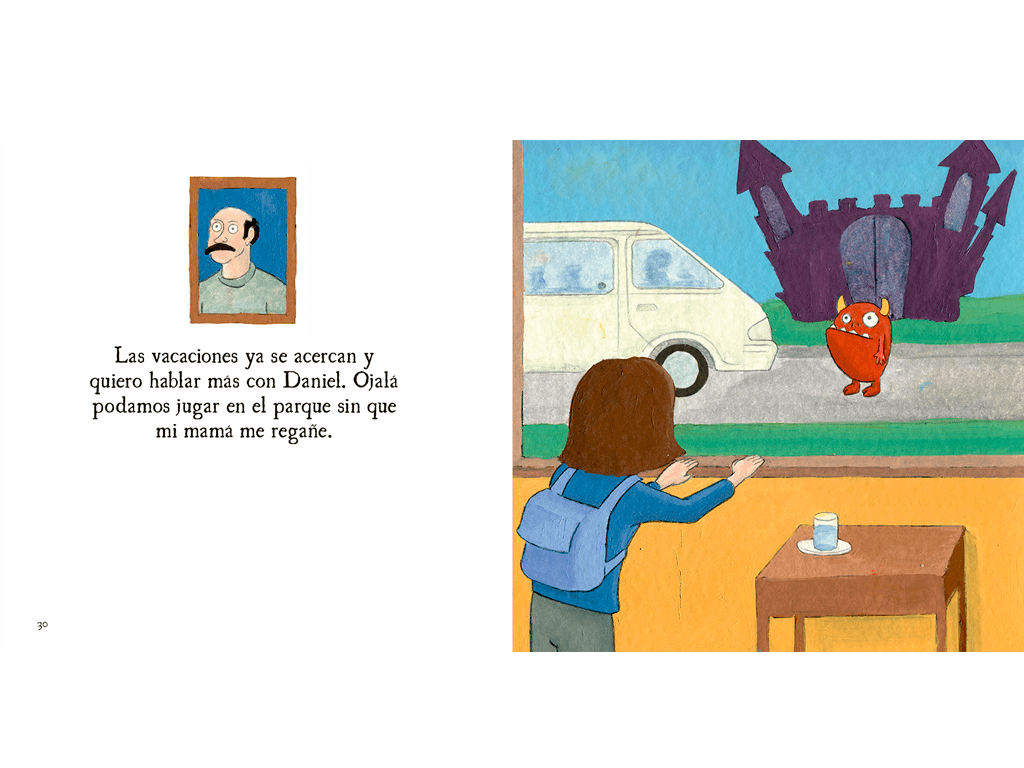 Las vacaciones ya se acercan y
quiero hablar más con Daniel. Ojalá
podamos jugar en el parque sin que
mi mamá me regañe.
30